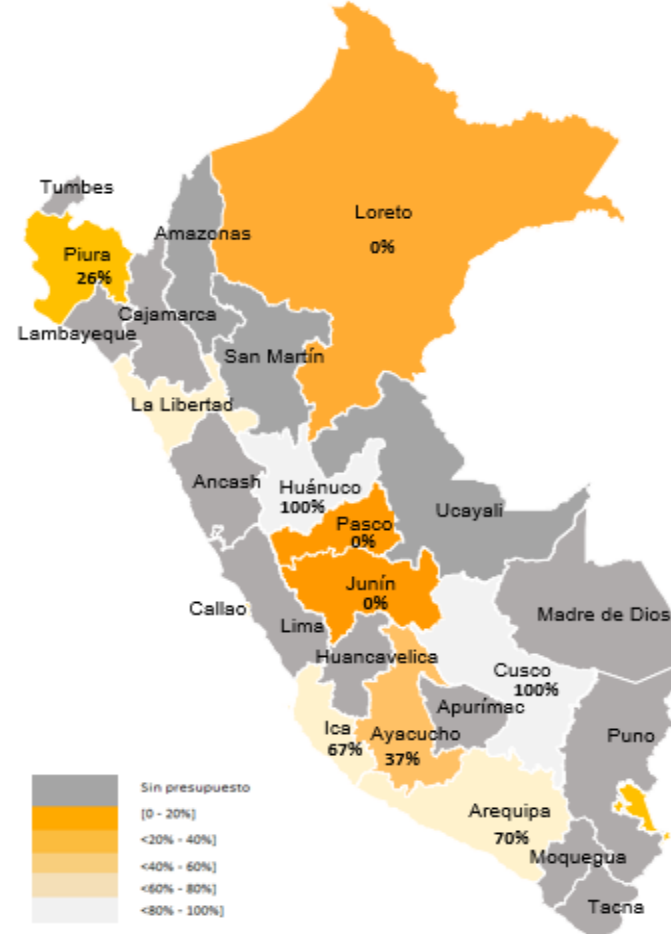 Tumbes
Loreto
0%
Amazonas
Piura
26%
Cajamarca
Lambayeque
San Martín
La Libertad
Ancash
Huánuco
100%
Ucayali
Pasco
0%
Junín
0%
Callao
Madre de Dios
Lima
Huancavelica
Cusco
100%
Apurímac
Ica
67%
Ayacucho
37%
Puno
Arequipa
70%
Moquegua
Tacna
Sin presupuesto
[0 - 20%]
<20% - 40%]
<40% - 60%]
<60% - 80%]
<80% - 100%]